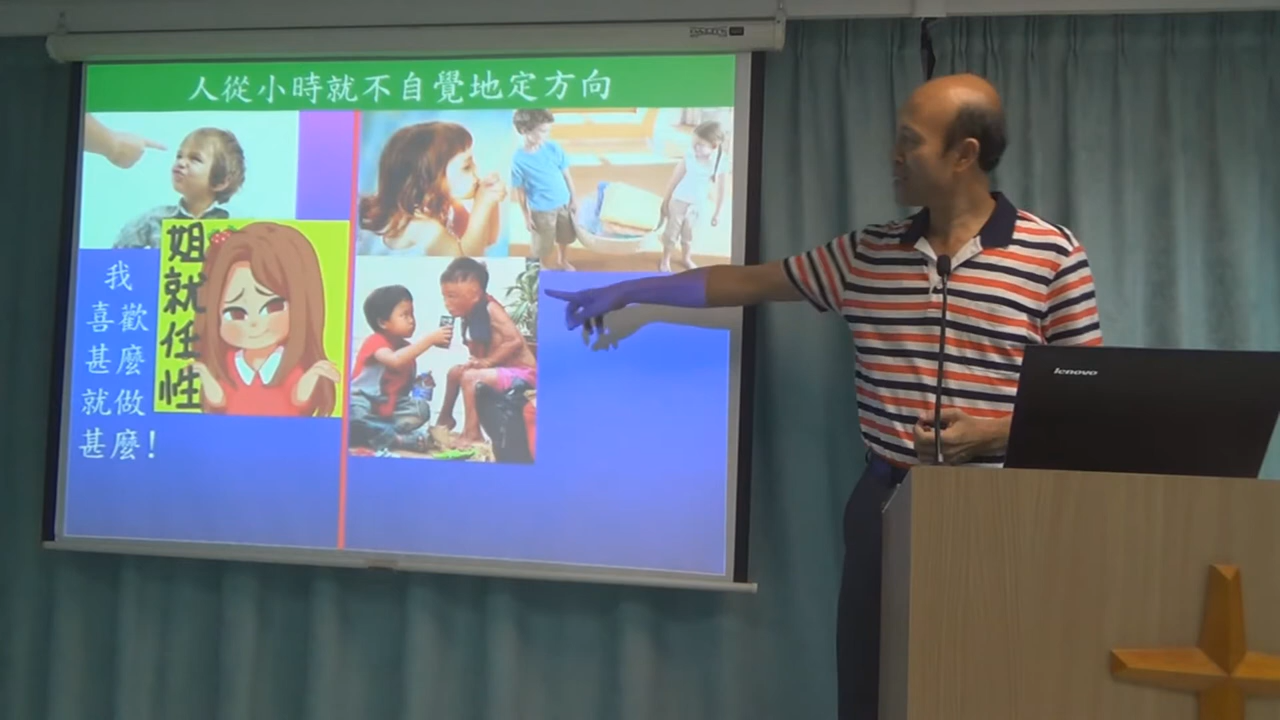 人從小時就不自覺地定方向
姐
就
任
性
我
喜歡
甚麼
就做
甚麼!
lenovo